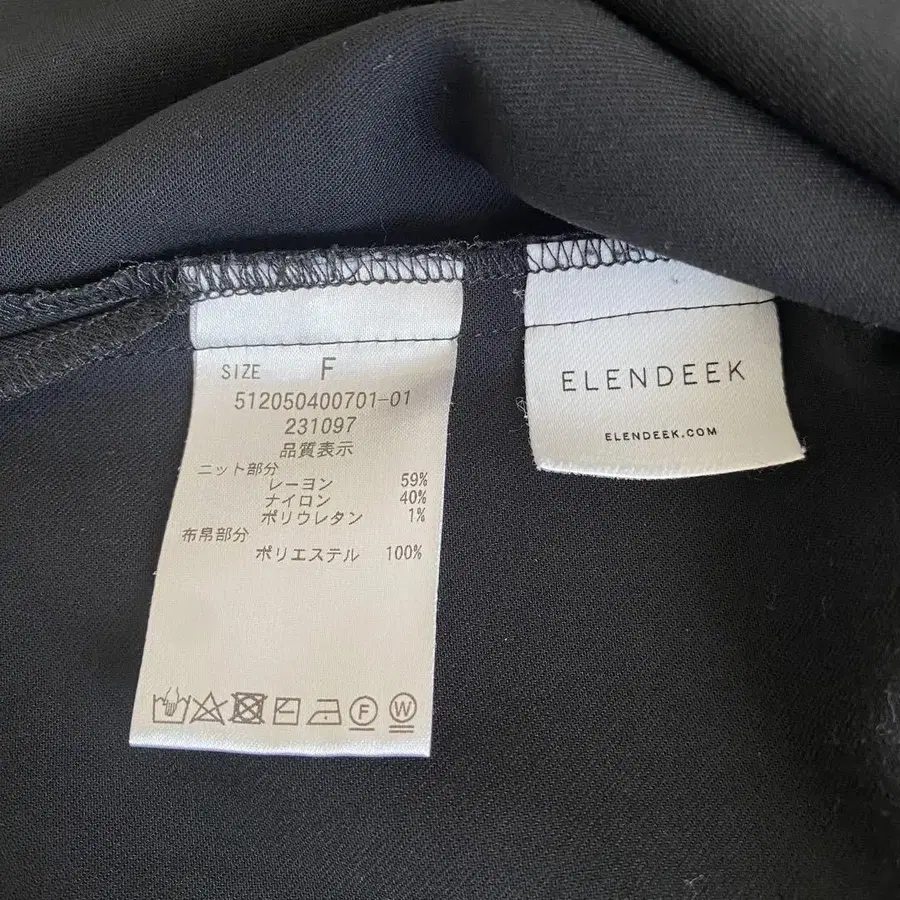 SIZE F
512050400701-01
231097
品質表示
ニット部分
レーヨン 59%
ナイロン 40%
ポリウレタン 1%
布帛部分
ポリエステル 100%
F W
ELENDEEK
ELENDEEK.COM